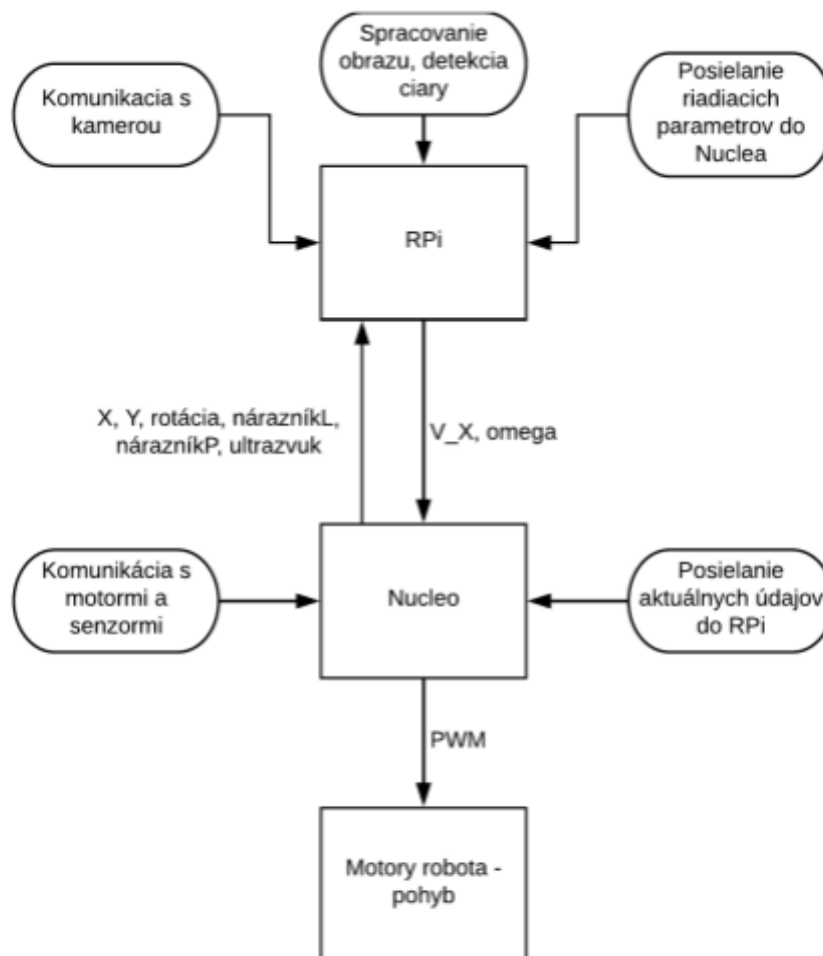 Spracovanie
obrazu, detekcia
ciary
Komunikacia s
kamerou
Posielanie
riadiacich
parametrov do
Nuclea
RPi
X, Y, rotácia, nárazníkL,
nárazníkP, ultrazvuk
V_X, omega
Komunikácia s
motormi a
senzormi
Nucleo
Posielanie
aktuálnych údajov
do RPi
PWM
Motory robota -
pohyb